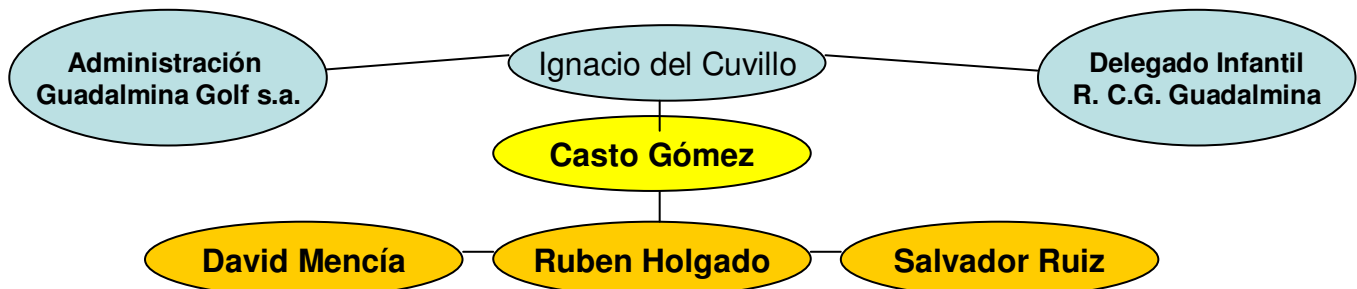 Administración
Guadalmina Golf s.a.
Ignacio del Cuvillo
Delegado Infantil
R. C.G. Guadalmina
Casto Gómez
David Mencía
Ruben Holgado
Salvador Ruiz